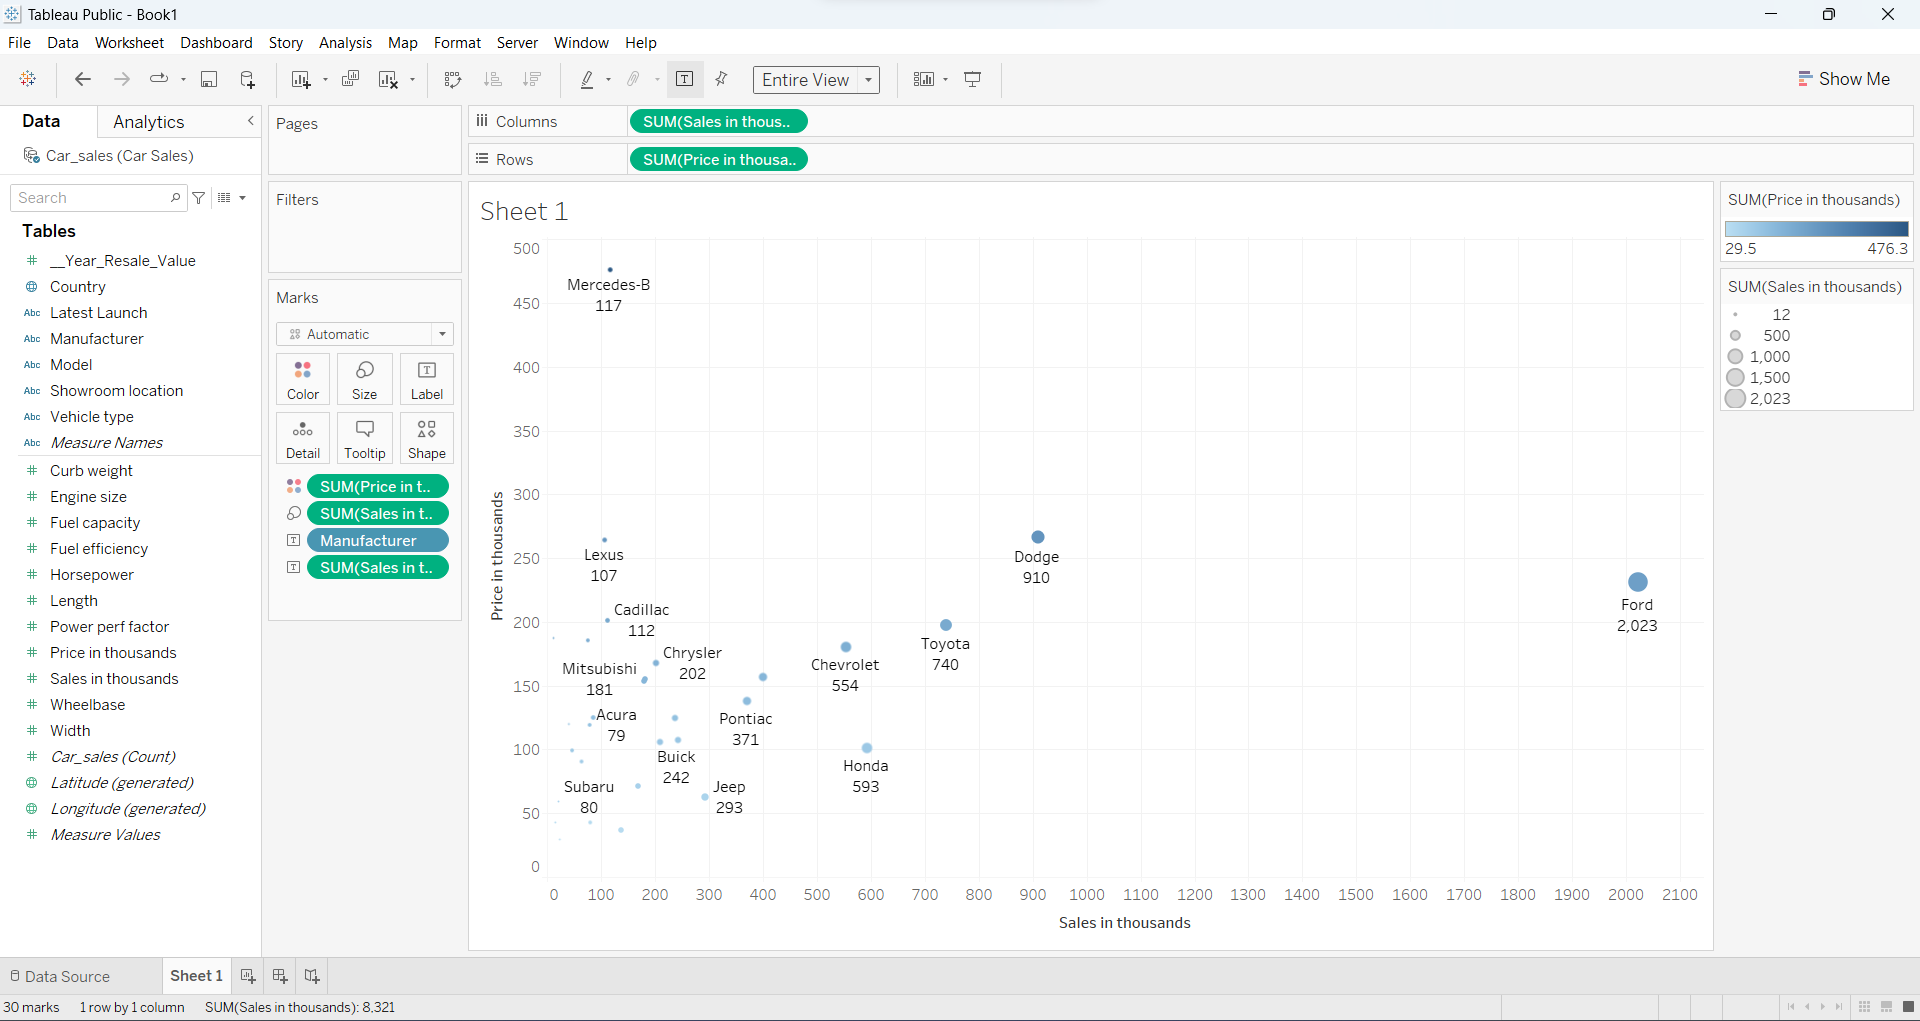 Tableau Public - Book1
File Data Worksheet Dashboard Story Analysis Map Format Server Window Help
Entire View
Show Me
Data
Analytics
Car_sales (Car Sales)
Search
Tables
__Year_Resale_Value
Country
Abc Latest Launch
Abc Manufacturer
Abc Model
Abc Showroom location
Abc Vehicle type
Abc Measure Names
Curb weight
Engine size
Fuel capacity
Fuel efficiency
Horsepower
Length
Power perf factor
Price in thousands
Sales in thousands
Wheelbase
Width
Car_sales (Count)
Latitude (generated)
Longitude (generated)
Measure Values
Pages
Filters
Marks
Automatic
Color
Size
Label
Detail
Tooltip
Shape
SUM(Price in t..
SUM(Sales in t..
Manufacturer
SUM(Sales in t..
Columns
SUM(Sales in thous..
Rows
SUM(Price in thousa..
Sheet 1
500
450
400
350
300
250
200
150
100
50
0
Price in thousands
Mercedes-B
117
Lexus
107
Dodge
910
Ford
2,023
Cadillac
112
Toyota
740
Chrysler
202
Chevrolet
554
Mitsubishi
181
Acura
79
Pontiac
371
Buick
242
Honda
593
Subaru
80
Jeep
293
0 100 200 300 400 500 600 700 800 900 1000 1100 1200 1300 1400 1500 1600 1700 1800 1900 2000 2100
Sales in thousands
SUM(Price in thousands)
29.5 476.3
SUM(Sales in thousands)
12
500
1,000
1,500
2,023
Data Source
Sheet 1
30 marks 1 row by 1 column SUM(Sales in thousands): 8,321